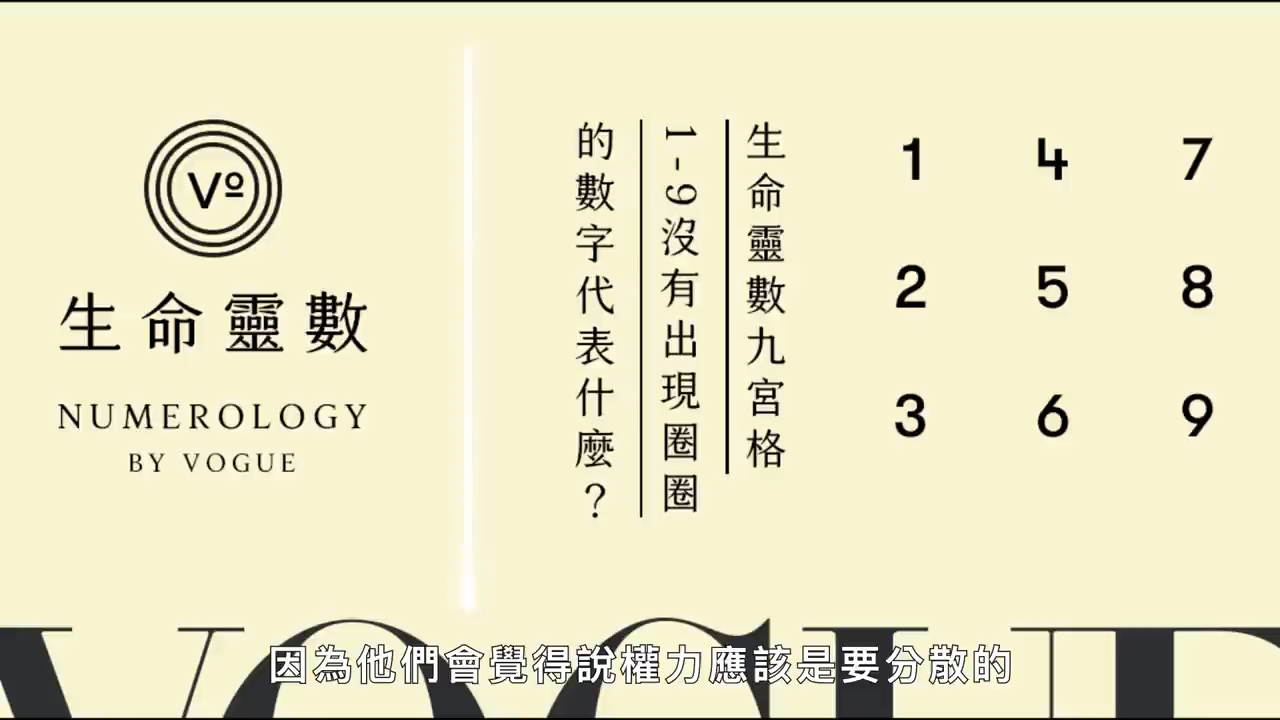 Vº
生命靈數
NUMEROLOGY
BY VOGUE
生命靈數九宮格
1-9沒有出現圈圈
的數字代表什麼？
1 4 7
2 5 8
3 6 9
VOGUE
因為他們會覺得說權力應該是要分散的